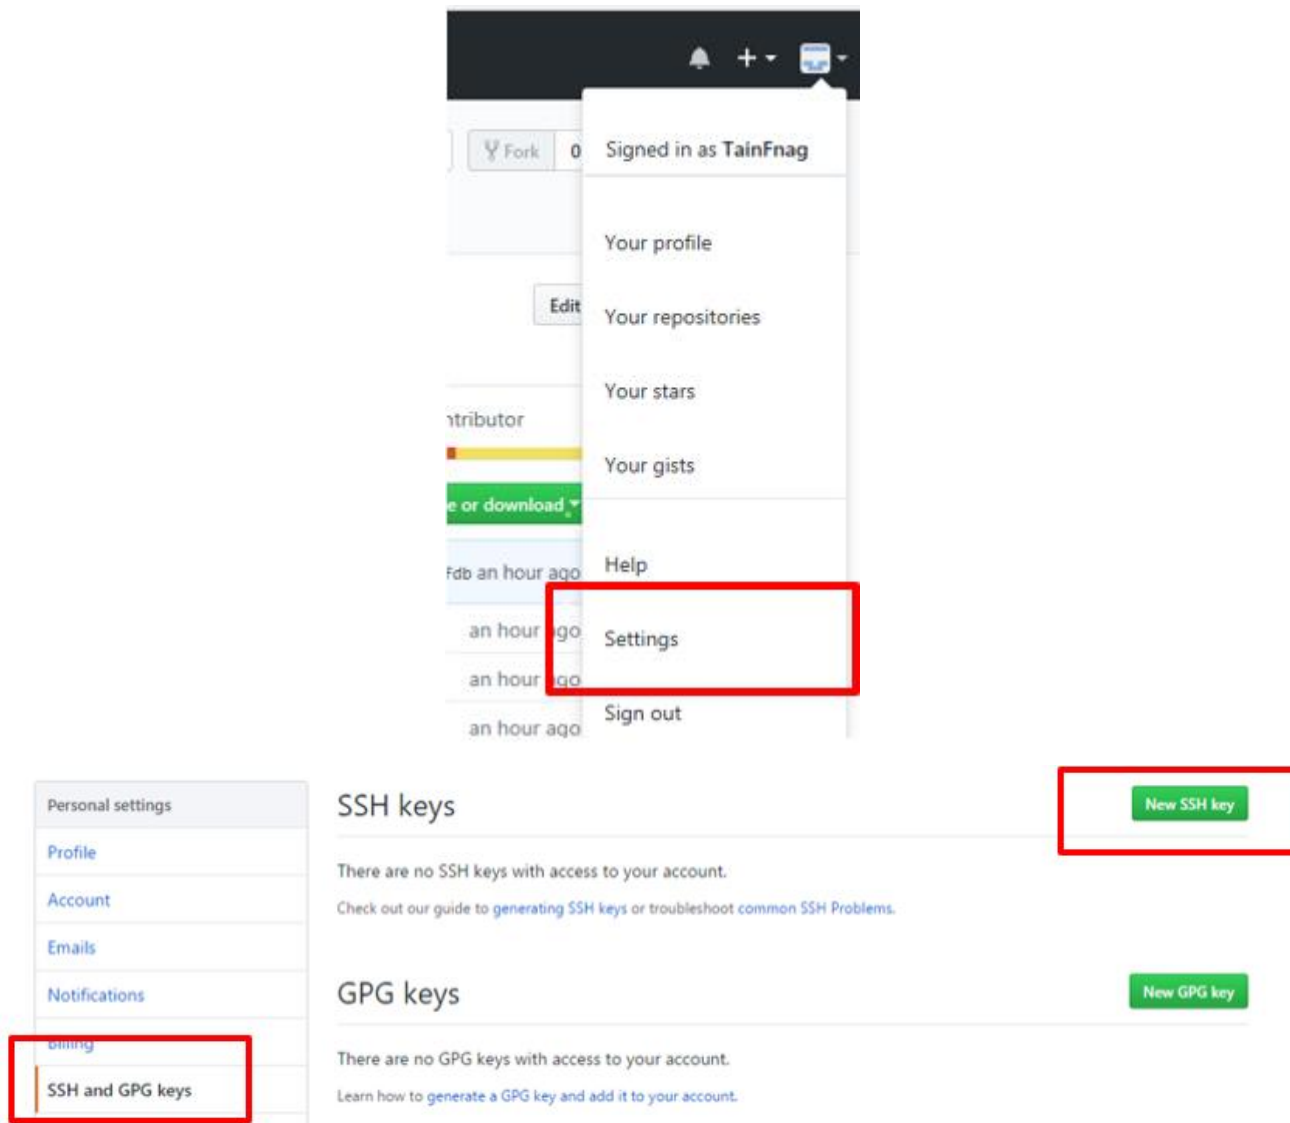 Fork 0
Signed in as TainFnag
Your profile
Edit
Your repositories
Your stars
ntributor
Your gists
e or download
fdb an hour ago
Help
an hour ago
Settings
an hour ago
Sign out
an hour ago
Personal settings
Profile
Account
Emails
Notifications
Billing
SSH and GPG keys
SSH keys
New SSH key
There are no SSH keys with access to your account.
Check out our guide to generating SSH keys or troubleshoot common SSH Problems.
GPG keys
New GPG key
There are no GPG keys with access to your account.
Learn how to generate a GPG key and add it to your account.